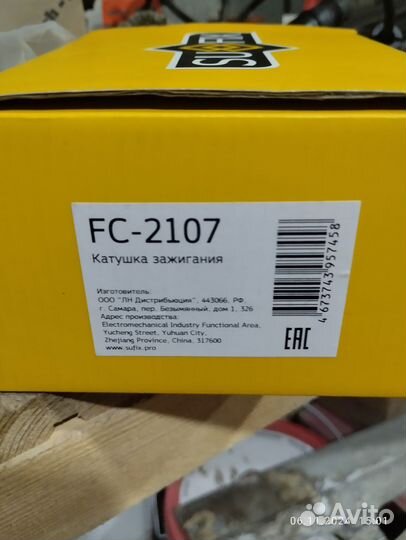 SUFIX
FC-2107
Катушка зажигания
Изготовитель:
ООО "ЛН Дистрибьюция", 443066, РФ,
г. Самара, пер. Безымянный, дом 1, 326
Адрес производства:
Electromechanical Industry Functional Area,
Yucheng Street, Yuhuan City,
Zhejiang Province, China, 317600
www.sufix.pro
4 673743 957458
EAC
06.11.2024 15:01
Avito